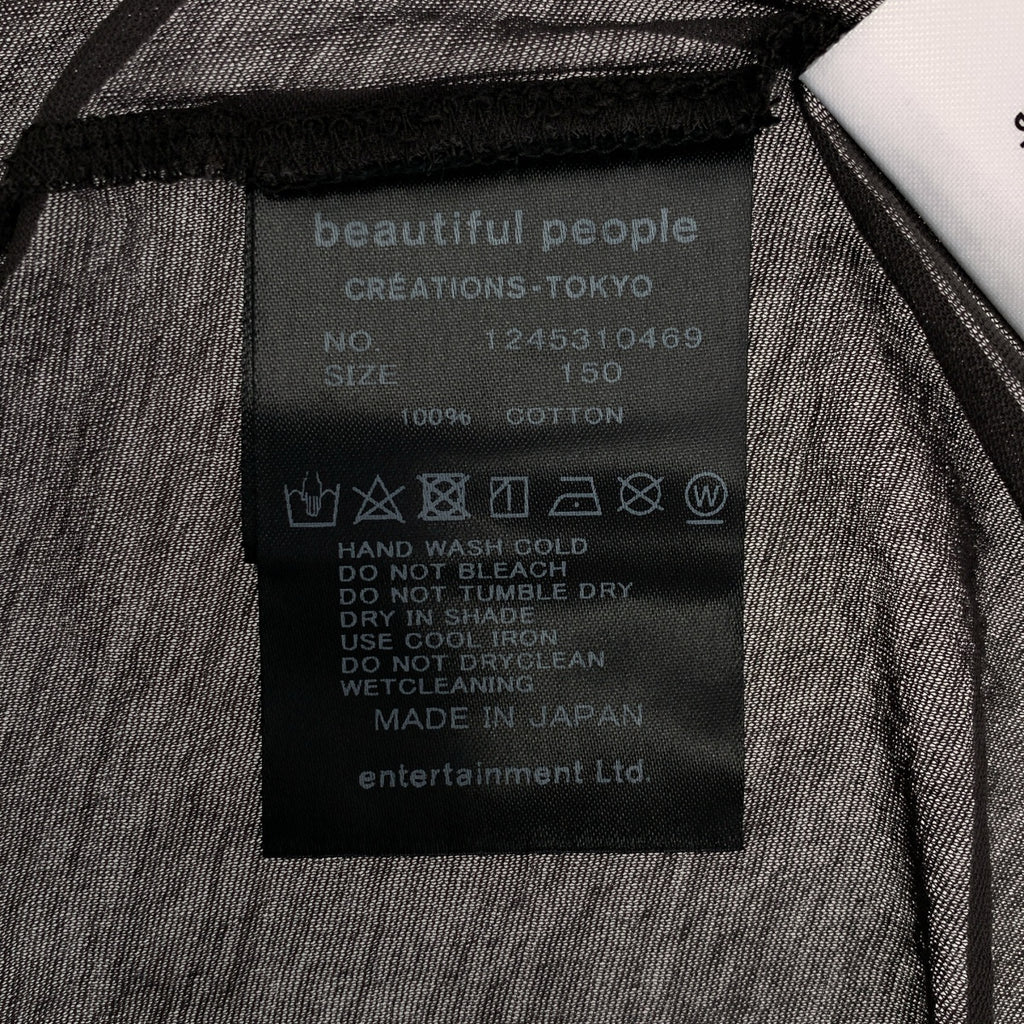 beautiful people
CRÉATIONS-TOKYO
NO. 1245310469
SIZE 150
100% COTTON
W
HAND WASH COLD
DO NOT BLEACH
DO NOT TUMBLE DRY
DRY IN SHADE
USE COOL IRON
DO NOT DRYCLEAN
WETCLEANING
MADE IN JAPAN
entertainment Ltd.